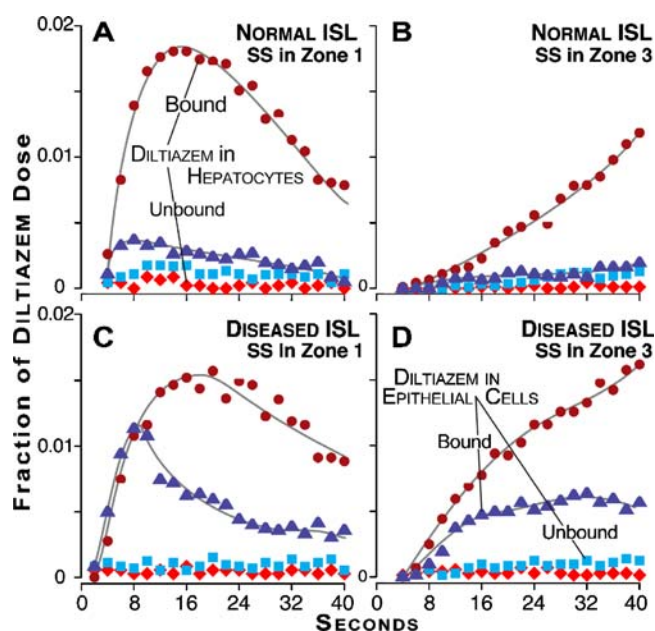 Fraction of DILTIAZEM Dose
0.02
0.01
0
A
NORMAL ISL
SS in Zone 1
Bound
DILTIAZEM in
HEPATOCYTES
Unbound
B
NORMAL ISL
SS in Zone 3
0.02
0.01
0
C
DISEASED ISL
SS in Zone 1
D
DISEASED ISL
SS in Zone 3
DILTIAZEM in
EPITHELIAL CELLS
Bound
Unbound
0 8 16 24 32 40
0 8 16 24 32 40
SECONDS